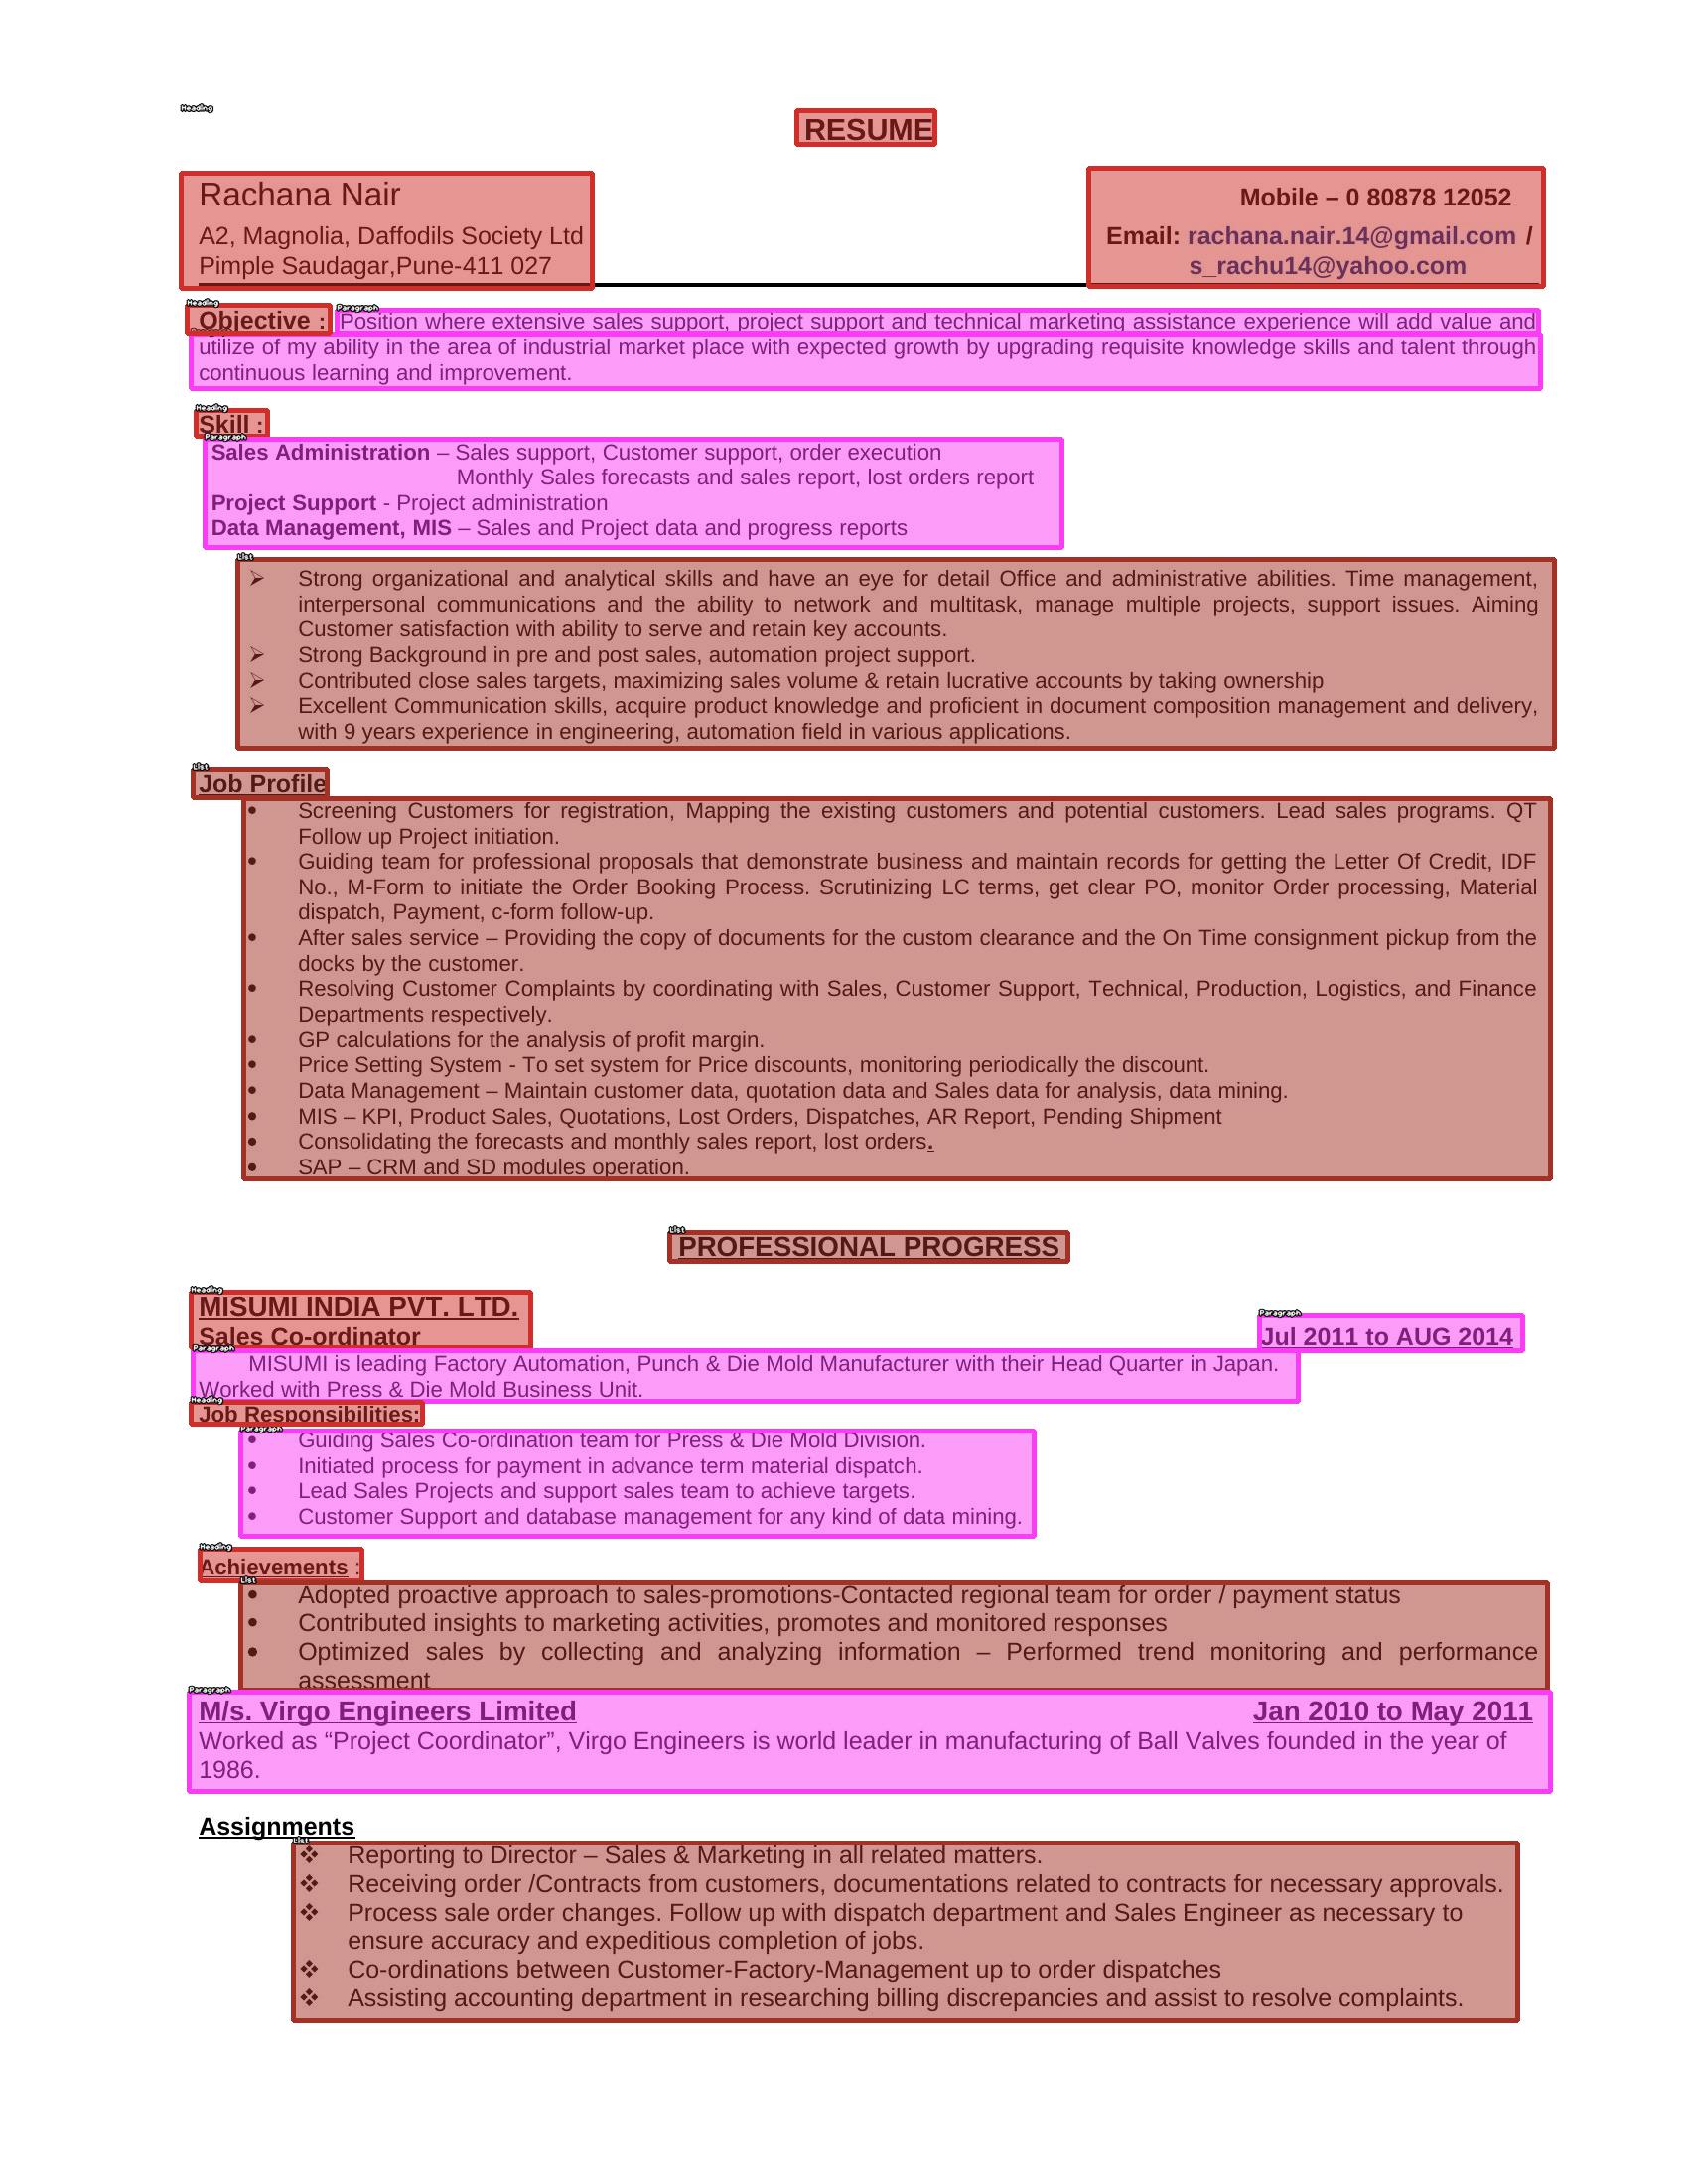 Heading
RESUME
Rachana Nair
Mobile – 0 80878 12052
A2, Magnolia, Daffodils Society Ltd
Email: rachana.nair.14@gmail.com /
Pimple Saudagar,Pune-411 027
s_rachu14@yahoo.com
Heading
Paragraph
Objective : Position where extensive sales support, project support and technical marketing assistance experience will add value and
utilize of my ability in the area of industrial market place with expected growth by upgrading requisite knowledge skills and talent through
continuous learning and improvement.
Heading
Skill :
Paragraph
Sales Administration – Sales support, Customer support, order execution
Monthly Sales forecasts and sales report, lost orders report
Project Support - Project administration
Data Management, MIS – Sales and Project data and progress reports
List
➢ Strong organizational and analytical skills and have an eye for detail Office and administrative abilities. Time management,
interpersonal communications and the ability to network and multitask, manage multiple projects, support issues. Aiming
Customer satisfaction with ability to serve and retain key accounts.
➢ Strong Background in pre and post sales, automation project support.
➢ Contributed close sales targets, maximizing sales volume & retain lucrative accounts by taking ownership
➢ Excellent Communication skills, acquire product knowledge and proficient in document composition management and delivery,
with 9 years experience in engineering, automation field in various applications.
List
Job Profile
• Screening Customers for registration, Mapping the existing customers and potential customers. Lead sales programs. QT
Follow up Project initiation.
• Guiding team for professional proposals that demonstrate business and maintain records for getting the Letter Of Credit, IDF
No., M-Form to initiate the Order Booking Process. Scrutinizing LC terms, get clear PO, monitor Order processing, Material
dispatch, Payment, c-form follow-up.
• After sales service – Providing the copy of documents for the custom clearance and the On Time consignment pickup from the
docks by the customer.
• Resolving Customer Complaints by coordinating with Sales, Customer Support, Technical, Production, Logistics, and Finance
Departments respectively.
• GP calculations for the analysis of profit margin.
• Price Setting System - To set system for Price discounts, monitoring periodically the discount.
• Data Management – Maintain customer data, quotation data and Sales data for analysis, data mining.
• MIS – KPI, Product Sales, Quotations, Lost Orders, Dispatches, AR Report, Pending Shipment
• Consolidating the forecasts and monthly sales report, lost orders.
• SAP – CRM and SD modules operation.
List
PROFESSIONAL PROGRESS
Heading
MISUMI INDIA PVT. LTD.
Paragraph
Sales Co-ordinator Jul 2011 to AUG 2014
Paragraph
MISUMI is leading Factory Automation, Punch & Die Mold Manufacturer with their Head Quarter in Japan.
Worked with Press & Die Mold Business Unit.
Heading
Job Responsibilities:
Paragraph
• Guiding Sales Co-ordination team for Press & Die Mold Division.
• Initiated process for payment in advance term material dispatch.
• Lead Sales Projects and support sales team to achieve targets.
• Customer Support and database management for any kind of data mining.
Heading
Achievements :
List
• Adopted proactive approach to sales-promotions-Contacted regional team for order / payment status
• Contributed insights to marketing activities, promotes and monitored responses
• Optimized sales by collecting and analyzing information – Performed trend monitoring and performance
assessment
Paragraph
M/s. Virgo Engineers Limited Jan 2010 to May 2011
Worked as “Project Coordinator”, Virgo Engineers is world leader in manufacturing of Ball Valves founded in the year of
1986.
Assignments
List
❖ Reporting to Director – Sales & Marketing in all related matters.
❖ Receiving order /Contracts from customers, documentations related to contracts for necessary approvals.
❖ Process sale order changes. Follow up with dispatch department and Sales Engineer as necessary to
ensure accuracy and expeditious completion of jobs.
❖ Co-ordinations between Customer-Factory-Management up to order dispatches
❖ Assisting accounting department in researching billing discrepancies and assist to resolve complaints.